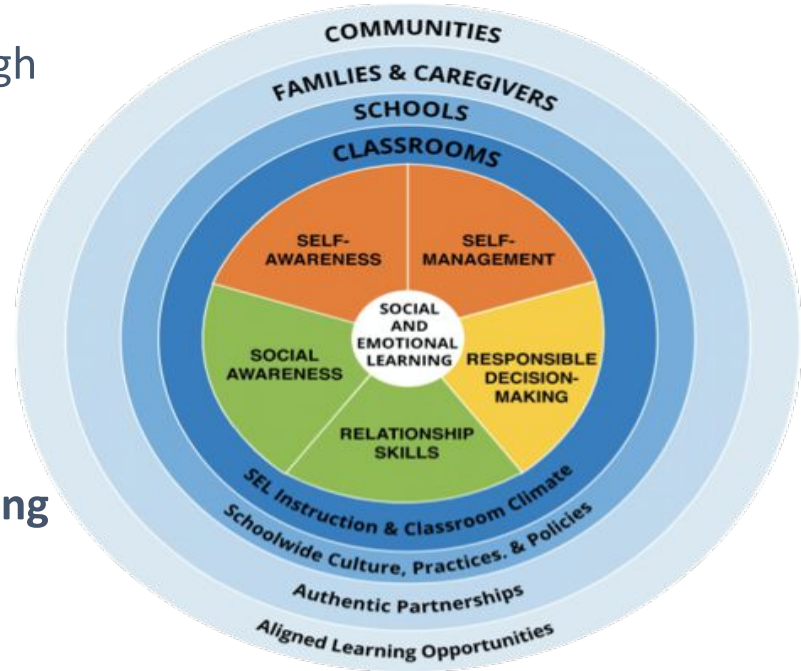 gh
COMMUNITIES
FAMILIES & CAREGIVERS
SCHOOLS
CLASSROOMS
SELF-
AWARENESS
SELF-
MANAGEMENT
SOCIAL
AND
EMOTIONAL
LEARNING
SOCIAL
AWARENESS
RESPONSIBLE
DECISION-
MAKING
RELATIONSHIP
SKILLS
ng
SEL Instruction & Classroom Climate
Schoolwide Culture, Practices. & Policies
Authentic Partnerships
Aligned Learning Opportunities